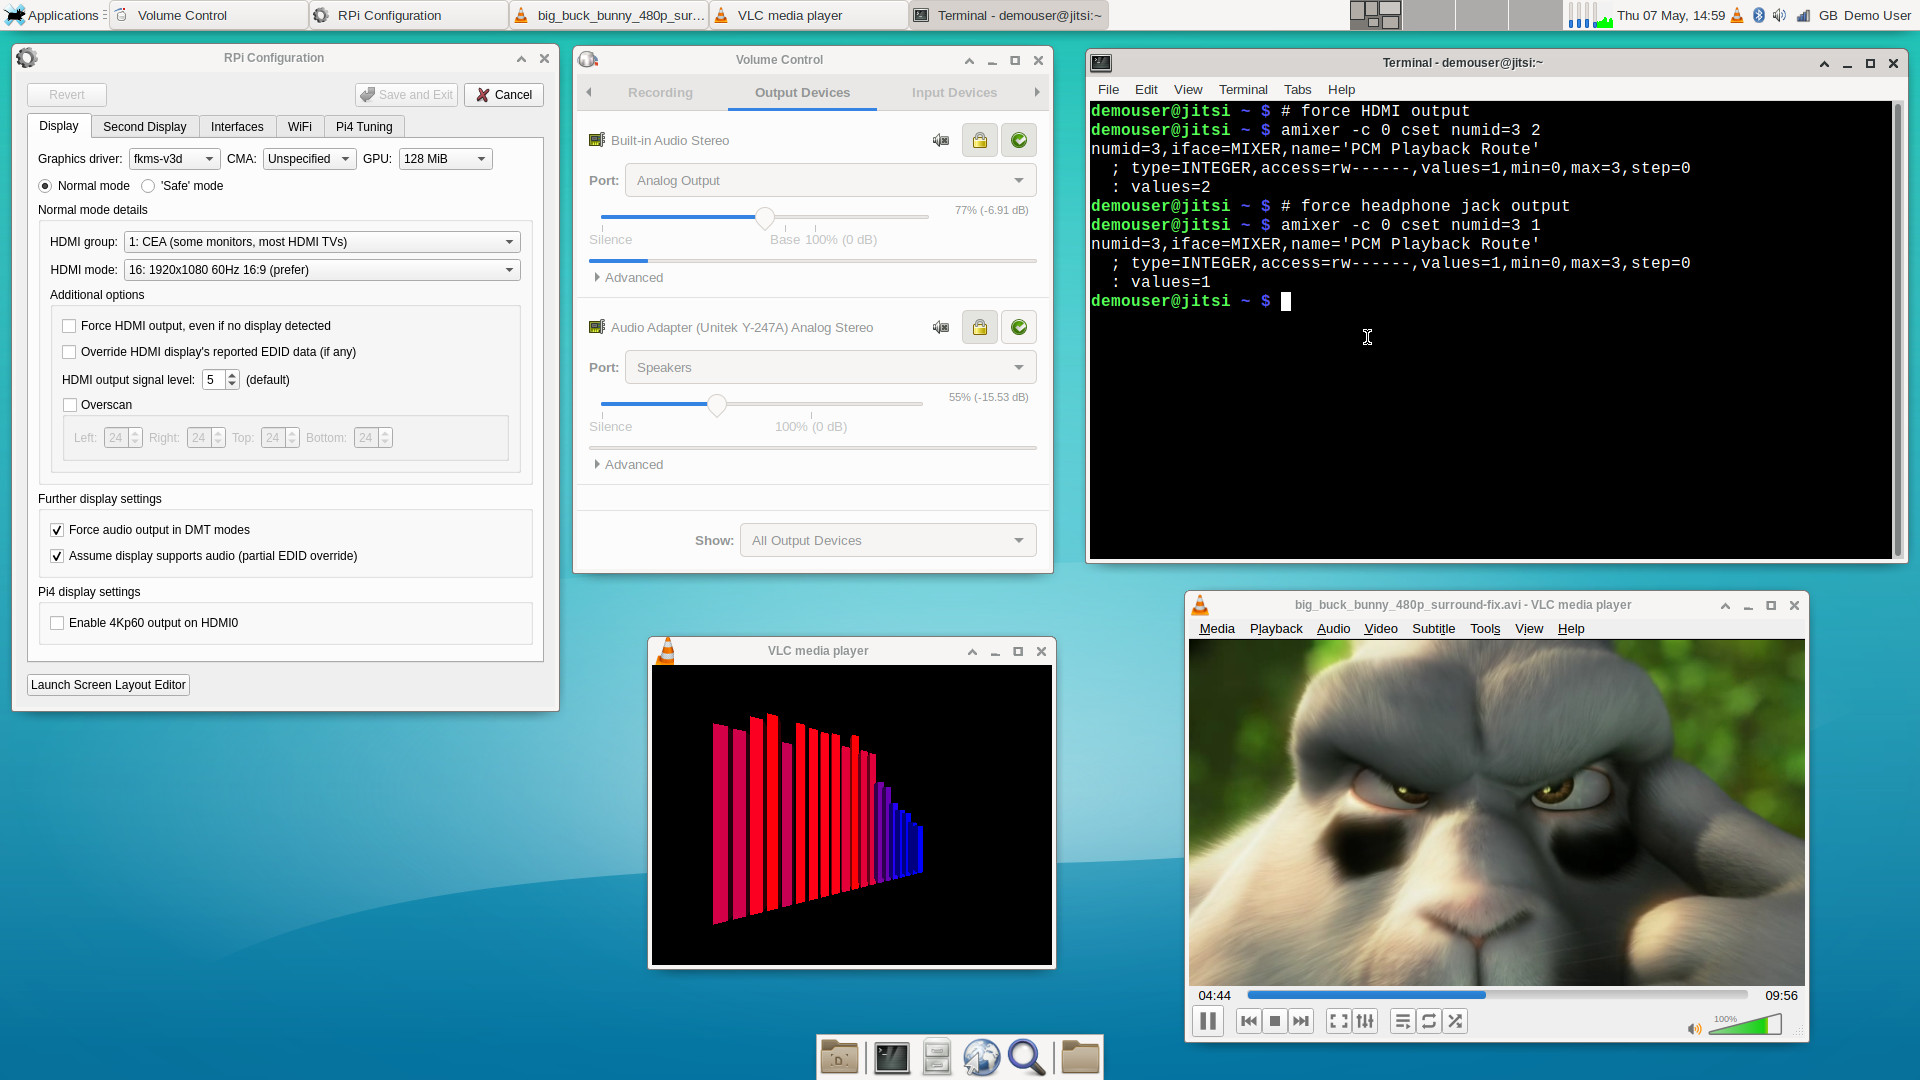 Applications
Volume Control
RPi Configuration
big_buck_bunny_480p_sur...
VLC media player
Terminal - demouser@jitsi:~
Thu 07 May, 14:59
GB Demo User
RPi Configuration
Revert
Save and Exit
Cancel
Display
Second Display
Interfaces
WiFi
Pi4 Tuning
Graphics driver: fkms-v3d CMA: Unspecified GPU: 128 MiB
Normal mode 'Safe' mode
Normal mode details
HDMI group: 1: CEA (some monitors, most HDMI TVs)
HDMI mode: 16: 1920x1080 60Hz 16:9 (prefer)
Additional options
Force HDMI output, even if no display detected
Override HDMI display's reported EDID data (if any)
HDMI output signal level: 5 (default)
Overscan
Left: 24 Right: 24 Top: 24 Bottom: 24
Further display settings
Force audio output in DMT modes
Assume display supports audio (partial EDID override)
Pi4 display settings
Enable 4Kp60 output on HDMI0
Launch Screen Layout Editor
Volume Control
Recording
Output Devices
Input Devices
Built-in Audio Stereo
Port: Analog Output
77% (-6.91 dB)
Silence
Base 100% (0 dB)
Advanced
Audio Adapter (Unitek Y-247A) Analog Stereo
Port: Speakers
55% (-15.53 dB)
Silence
100% (0 dB)
Advanced
Show: All Output Devices
Terminal - demouser@jitsi:~
File Edit View Terminal Tabs Help
demouser@jitsi ~ $ # force HDMI output
demouser@jitsi ~ $ amixer -c 0 cset numid=3 2
numid=3,iface=MIXER,name='PCM Playback Route'
; type=INTEGER,access=rw------,values=1,min=0,max=3,step=0
: values=2
demouser@jitsi ~ $ # force headphone jack output
demouser@jitsi ~ $ amixer -c 0 cset numid=3 1
numid=3,iface=MIXER,name='PCM Playback Route'
; type=INTEGER,access=rw------,values=1,min=0,max=3,step=0
: values=1
demouser@jitsi ~ $
VLC media player
big_buck_bunny_480p_surround-fix.avi - VLC media player
Media Playback Audio Video Subtitle Tools View Help
04:44
09:56
100%